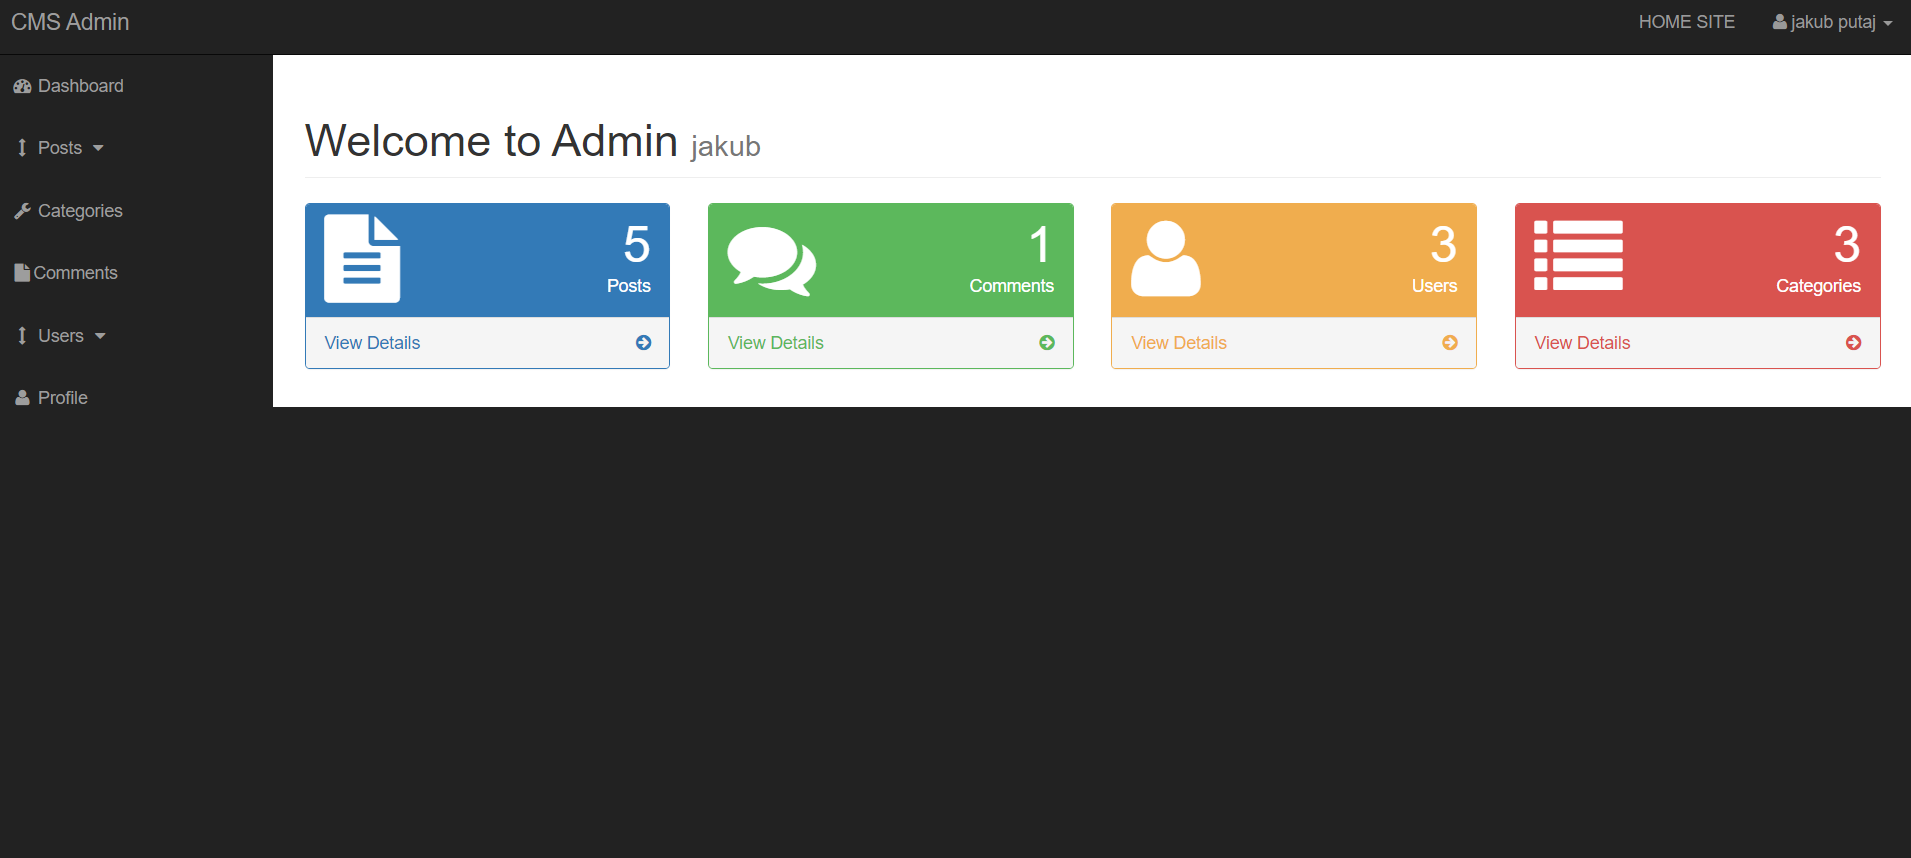 CMS Admin
HOME SITE
jakub putaj
Dashboard
Posts
Categories
Comments
Users
Profile
Welcome to Admin jakub
5
Posts
View Details
1
Comments
View Details
3
Users
View Details
3
Categories
View Details